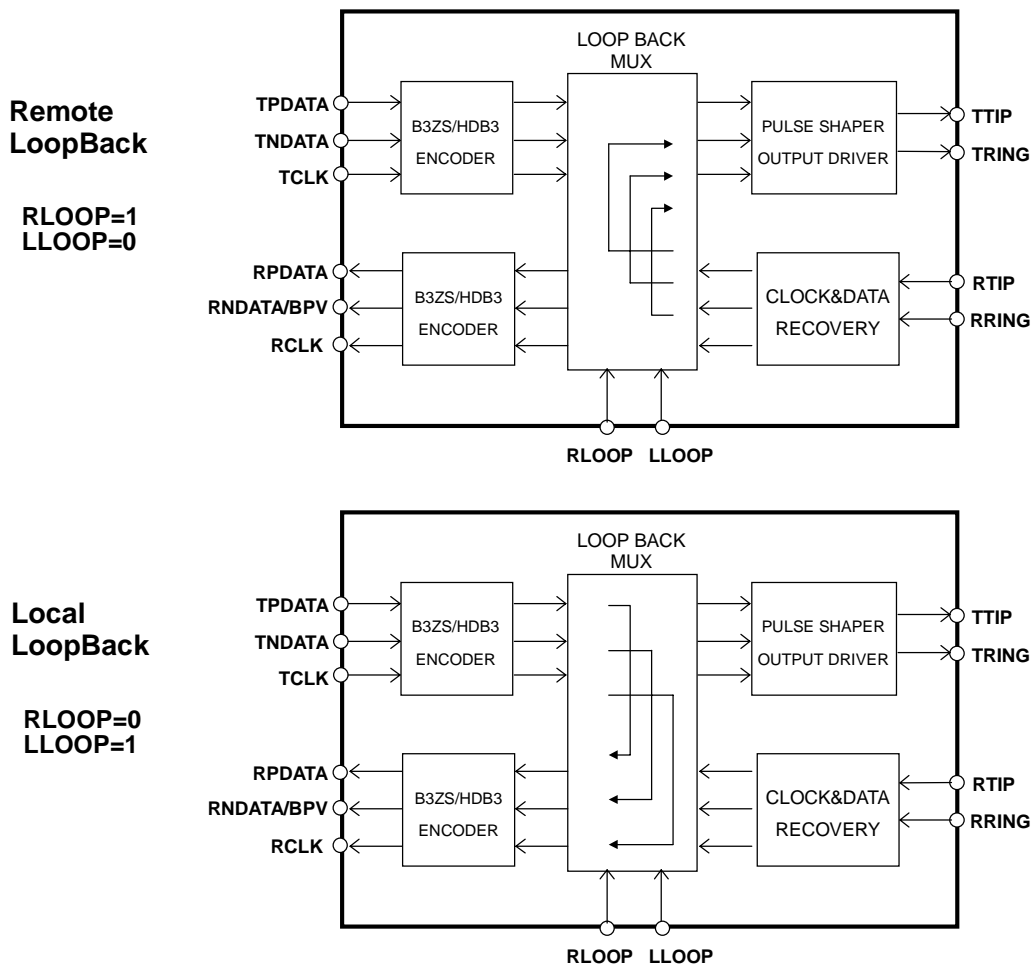 LOOP BACK
MUX
Remote
LoopBack
RLOOP=1
LLOOP=0
TPDATA
TNDATA
TCLK
B3ZS/HDB3
ENCODER
PULSE SHAPER
OUTPUT DRIVER
TTIP
TRING
RPDATA
RNDATA/BPV
RCLK
B3ZS/HDB3
ENCODER
CLOCK&DATA
RECOVERY
RTIP
RRING
RLOOP LLOOP
LOOP BACK
MUX
Local
LoopBack
RLOOP=0
LLOOP=1
TPDATA
TNDATA
TCLK
B3ZS/HDB3
ENCODER
PULSE SHAPER
OUTPUT DRIVER
TTIP
TRING
RPDATA
RNDATA/BPV
RCLK
B3ZS/HDB3
ENCODER
CLOCK&DATA
RECOVERY
RTIP
RRING
RLOOP LLOOP